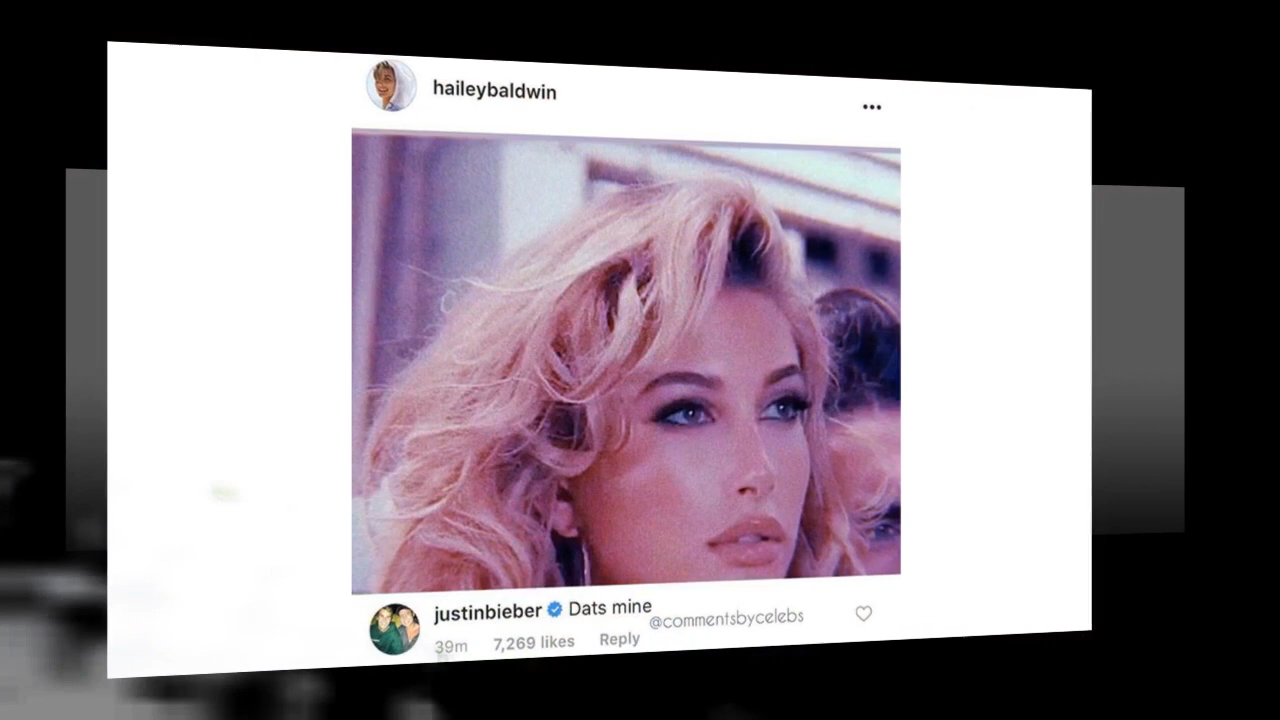 haileybaldwin
justinbieber Dats mine
@commentsbycelebs
39m 7,269 likes Reply